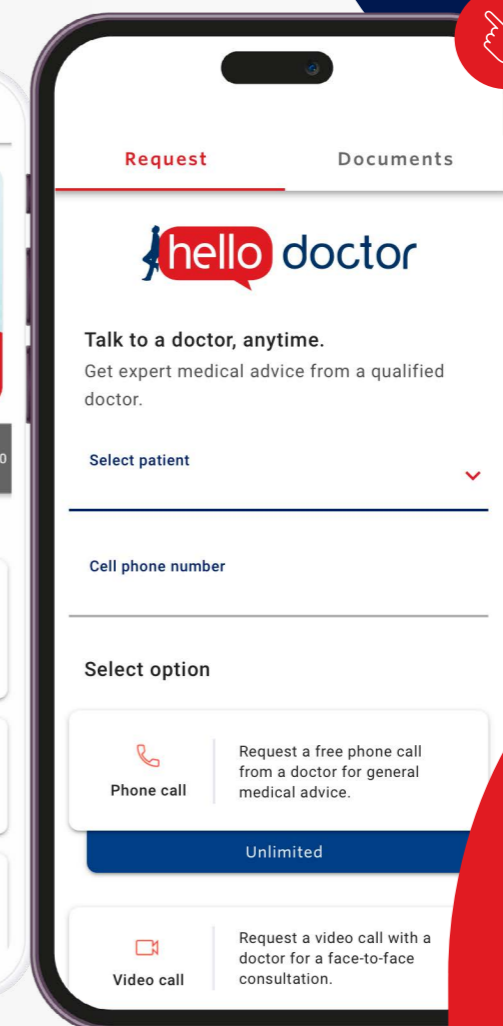 Request
Documents
hello doctor
Talk to a doctor, anytime.
Get expert medical advice from a qualified
doctor.
Select patient
Cell phone number
Select option
Phone call
Request a free phone call
from a doctor for general
medical advice.
Unlimited
Video call
Request a video call with a
doctor for a face-to-face
consultation.
0